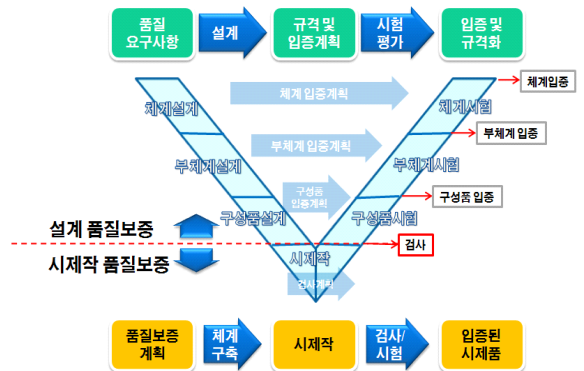 품질
요구사항
설계
규격 및
입증계획
시험
평가
입증 및
규격화
체계설계
체계 입증계획
체계시험
체계입증
부체계설계
부체계 입증계획
부체계시험
부체계 입증
구성품설계
구성품
입증계획
구성품시험
구성품 입증
설계 품질보증
검사
시제작 품질보증
시제작
검사계획
품질보증
계획
체계
구축
시제작
검사/
시험
입증된
시제품